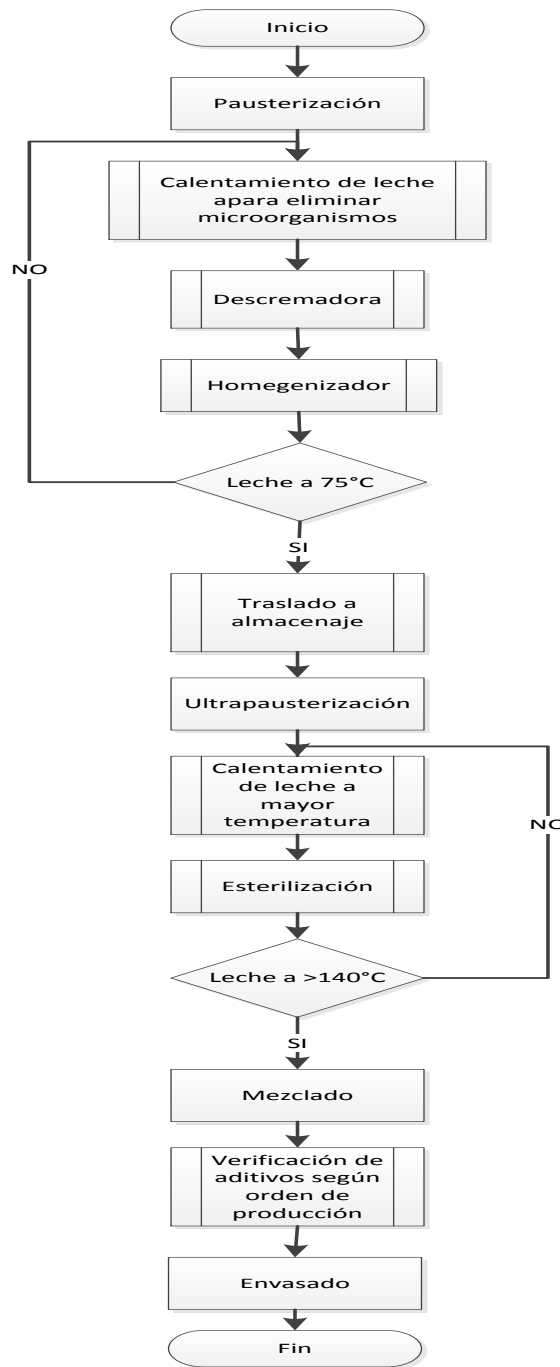 Inicio
Pausterización
Calentamiento de leche
apara eliminar
microorganismos
NO
Descremadora
Homegenizador
Leche a 75°C
SI
Traslado a
almacenaje
Ultrapausterización
Calentamiento
de leche a
mayor
temperatura
NO
Esterilización
Leche a >140°C
SI
Mezclado
Verificación de
aditivos según
orden de
producción
Envasado
Fin